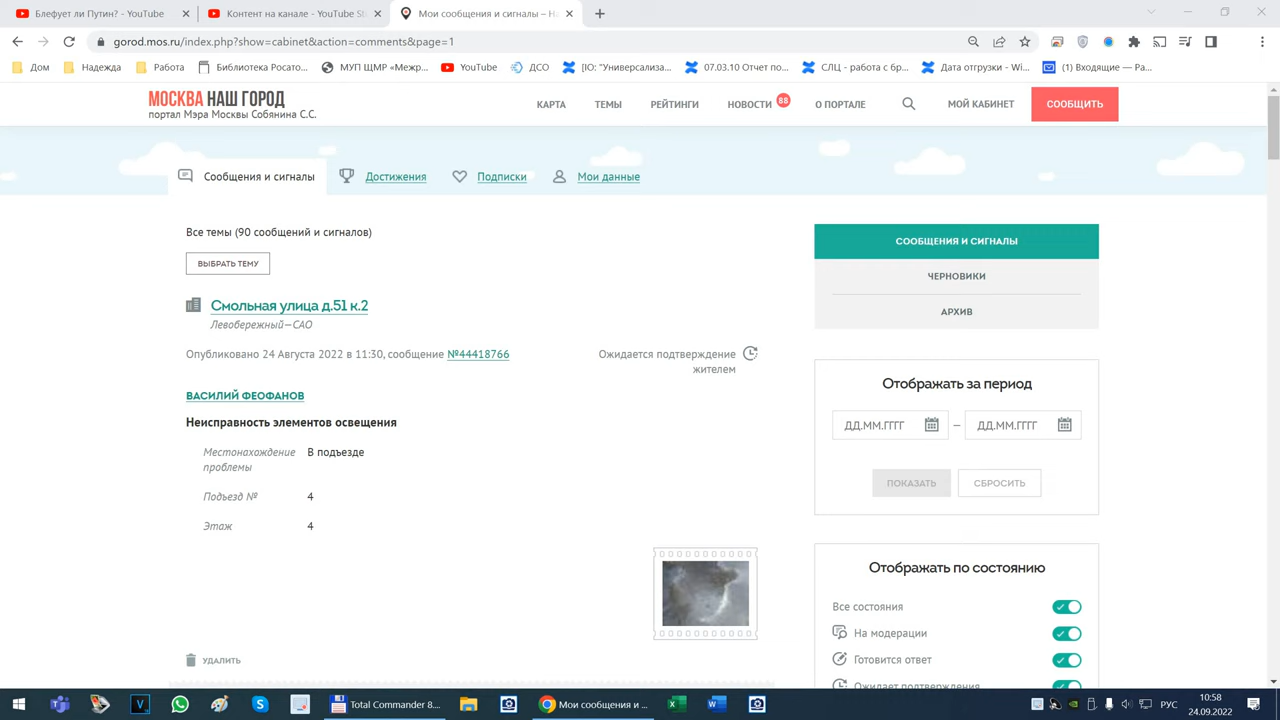 Блефует ли Путин? - YouTube
Контент на канале - YouTube St
Мои сообщения и сигналы – На
gorod.mos.ru/index.php?show=cabinet&action=comments&page=1
Дом
Надежда
Работа
Библиотека Росато...
МУП ЩМР «Межр...
YouTube
ДСО
[IO: "Универсализа...
07.03.10 Отчет по...
СЛЦ - работа с бр...
Дата отгрузки - Wi...
(1) Входящие — Ра...
МОСКВА НАШ ГОРОД
портал Мэра Москвы Собянина С.С.
КАРТА
ТЕМЫ
РЕЙТИНГИ
НОВОСТИ 88
О ПОРТАЛЕ
МОЙ КАБИНЕТ
СООБЩИТЬ
Сообщения и сигналы
Достижения
Подписки
Мои данные
Все темы (90 сообщений и сигналов)
ВЫБРАТЬ ТЕМУ
Смольная улица д.51 к.2
Левобережный—САО
Опубликовано 24 Августа 2022 в 11:30, сообщение №44418766
Ожидается подтверждение
жителем
ВАСИЛИЙ ФЕОФАНОВ
Неисправность элементов освещения
Местонахождение В подъезде
проблемы
Подъезд № 4
Этаж 4
УДАЛИТЬ
СООБЩЕНИЯ И СИГНАЛЫ
ЧЕРНОВИКИ
АРХИВ
Отображать за период
ДД.ММ.ГГГГ – ДД.ММ.ГГГГ
ПОКАЗАТЬ
СБРОСИТЬ
Отображать по состоянию
Все состояния
На модерации
Готовится ответ
Ожидает подтверждения
Total Commander 8....
Мои сообщения и ...
РУС
10:58
24.09.2022